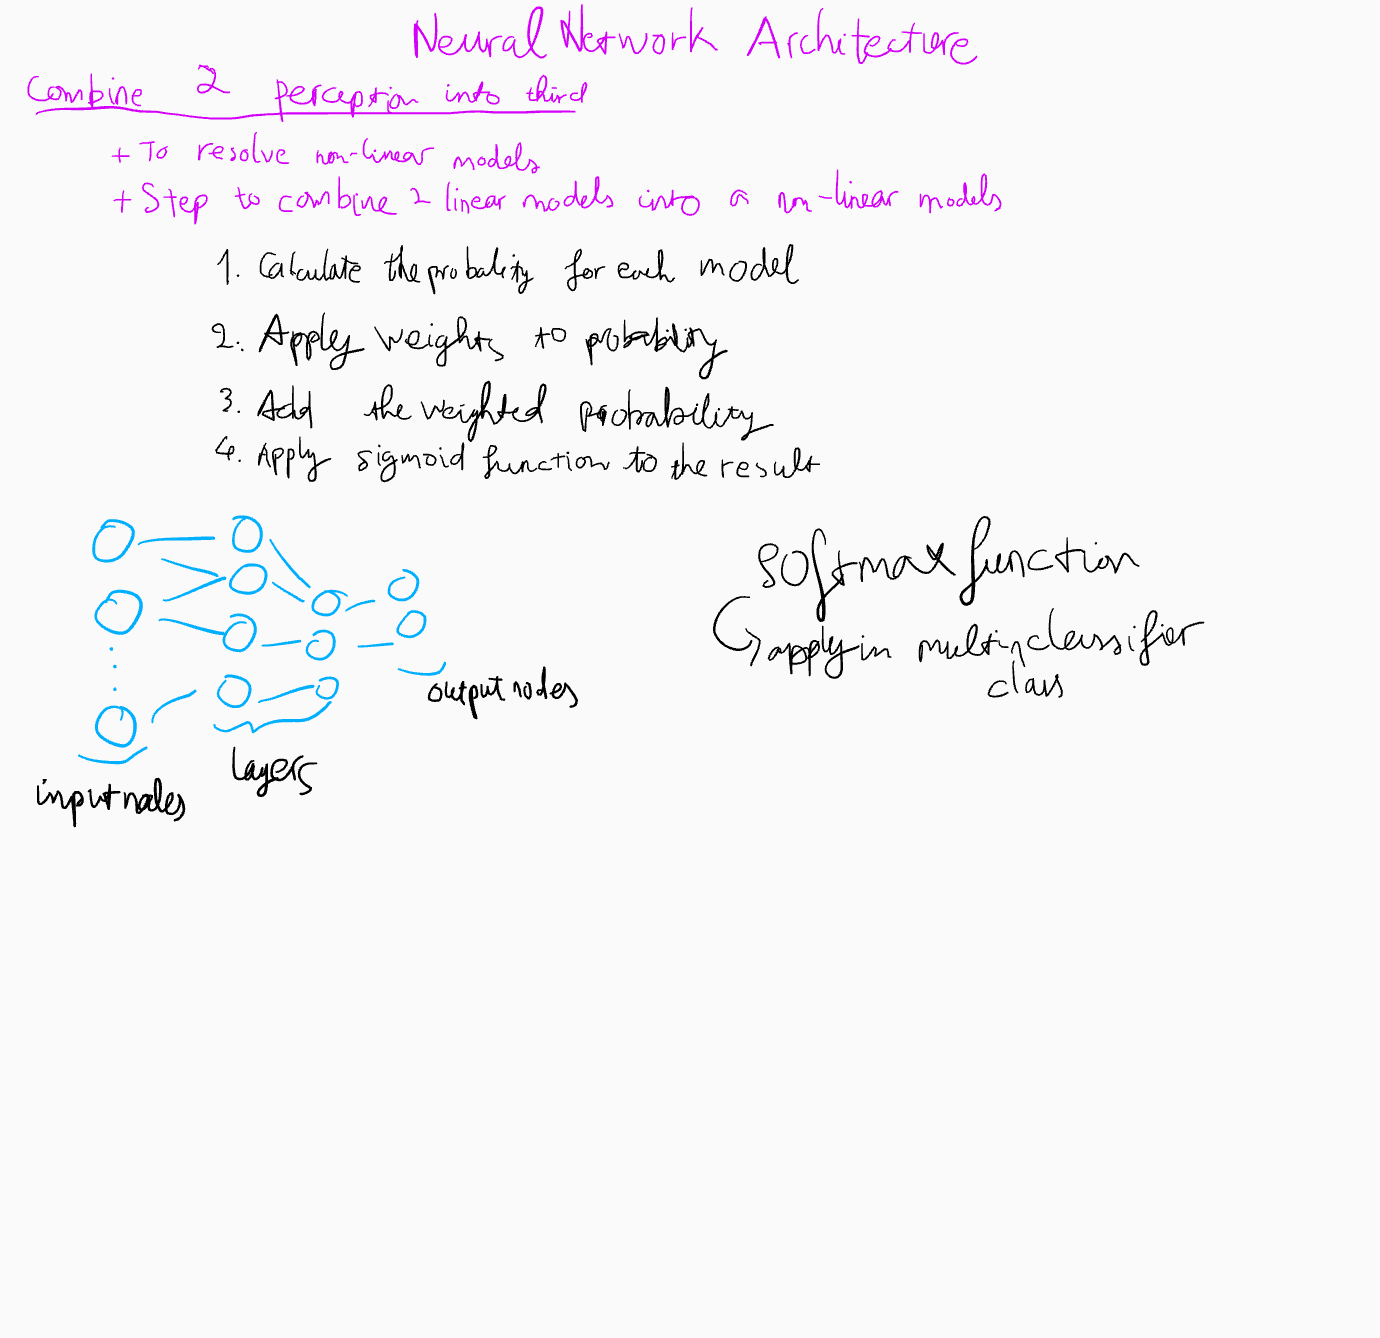 Neural Network Architecture
Combine 2 perception into third
+ To resolve non-linear models
+ Step to combine 2 linear models into a non-linear models
1. Calculate the probality for each model
2. Apply weights to probability
3. Add the weighted probability
4. Apply sigmoid function to the result
softmax function
apply in multi classifier
class
output nodes
layers
input nodes